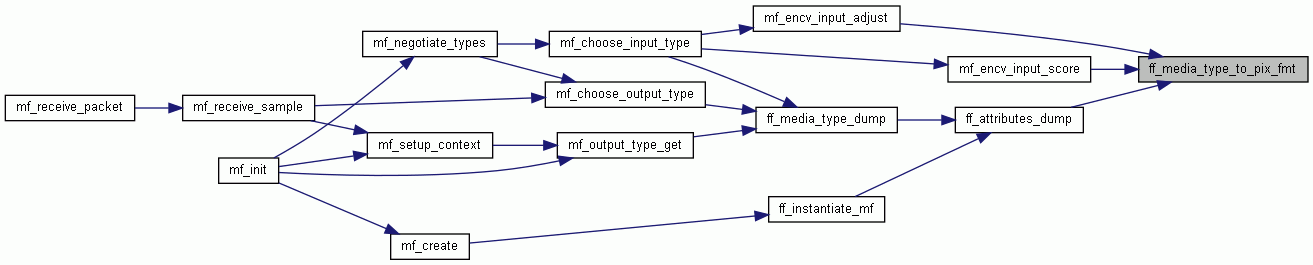 mf_encv_input_adjust
mf_negotiate_types
mf_choose_input_type
mf_encv_input_score
ff_media_type_to_pix_fmt
mf_receive_packet
mf_receive_sample
mf_choose_output_type
ff_media_type_dump
ff_attributes_dump
mf_setup_context
mf_output_type_get
mf_init
ff_instantiate_mf
mf_create